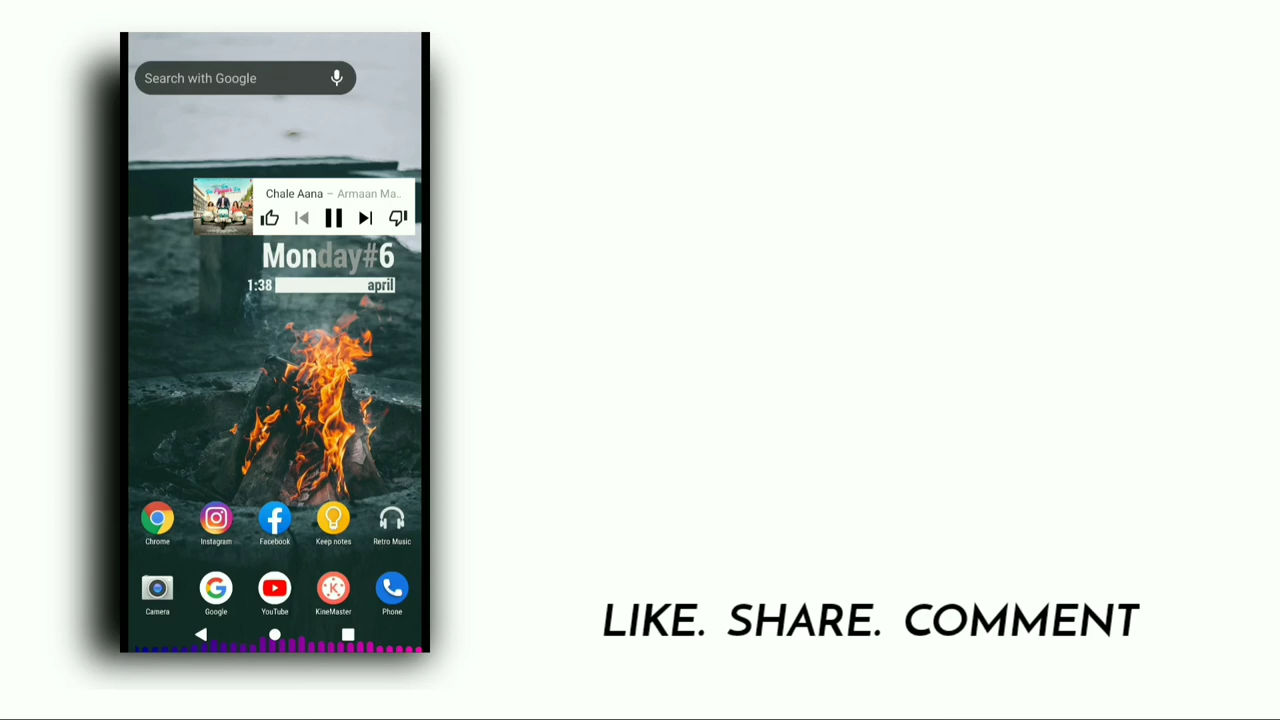 Search with Google
Chale Aana – Armaan Ma..
Monday#6
1:38 april
Chrome Instagram Facebook Keep notes Retro Music
Camera Google YouTube KineMaster Phone
LIKE. SHARE. COMMENT